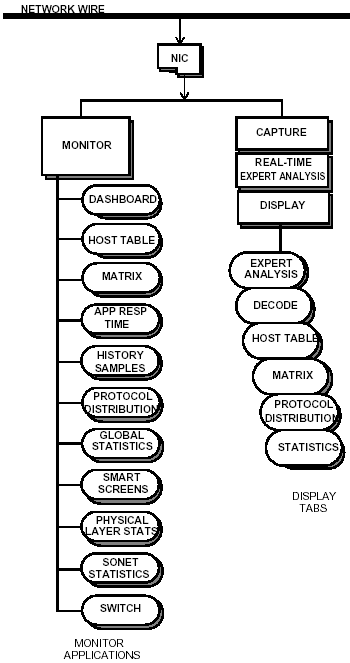 NETWORK WIRE
NIC
MONITOR
DASHBOARD
HOST TABLE
MATRIX
APP RESP
TIME
HISTORY
SAMPLES
PROTOCOL
DISTRIBUTION
GLOBAL
STATISTICS
SMART
SCREENS
PHYSICAL
LAYER STATS
SONET
STATISTICS
SWITCH
MONITOR
APPLICATIONS
CAPTURE
REAL-TIME
EXPERT ANALYSIS
DISPLAY
EXPERT
ANALYSIS
DECODE
HOST TABLE
MATRIX
PROTOCOL
DISTRIBUTION
STATISTICS
DISPLAY
TABS